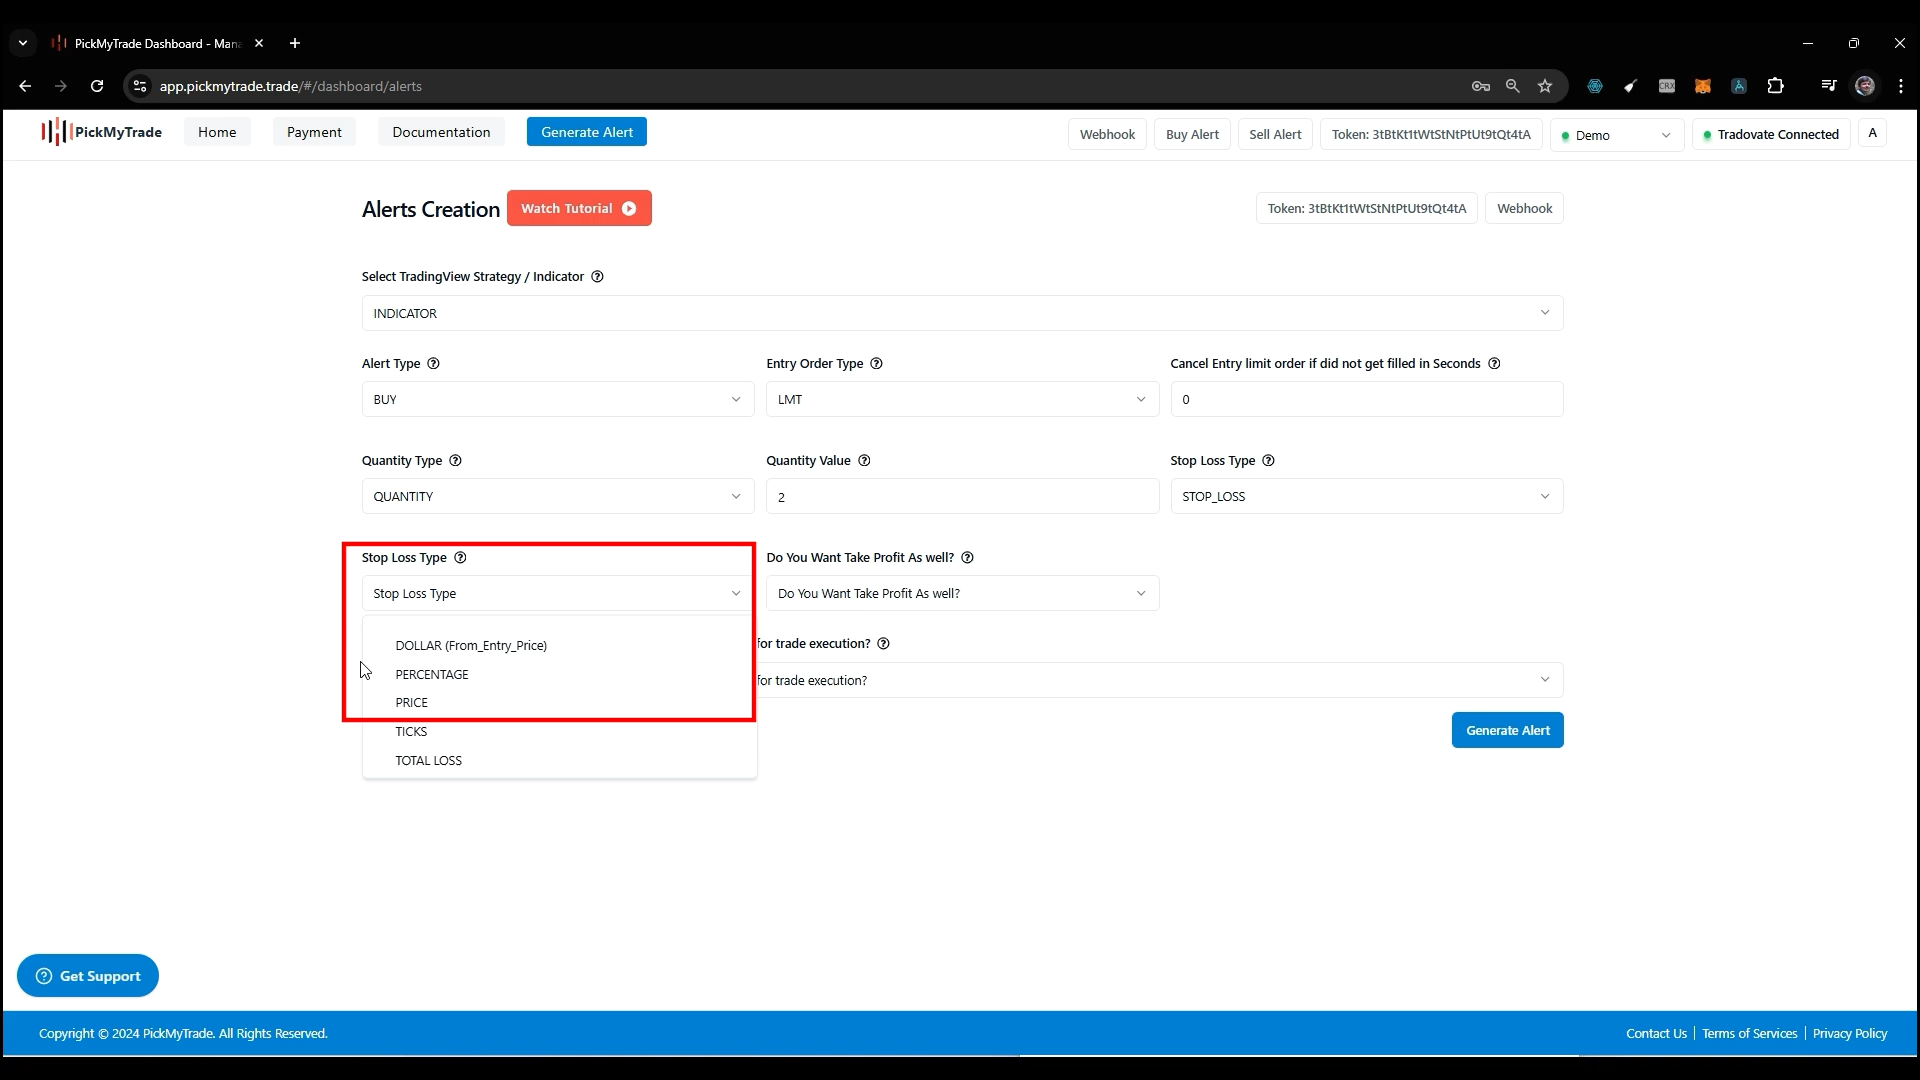 PickMyTrade Dashboard - Mana
app.pickmytrade.trade/#/dashboard/alerts
CRX
PickMyTrade
Home
Payment
Documentation
Generate Alert
Webhook
Buy Alert
Sell Alert
Token: 3tBtKt1tWtStNtPtUt9tQt4tA
Demo
Tradovate Connected
A
Alerts Creation
Watch Tutorial
Token: 3tBtKt1tWtStNtPtUt9tQt4tA
Webhook
Select TradingView Strategy / Indicator
INDICATOR
Alert Type
Entry Order Type
Cancel Entry limit order if did not get filled in Seconds
BUY
LMT
0
Quantity Type
Quantity Value
Stop Loss Type
QUANTITY
2
STOP_LOSS
Stop Loss Type
Do You Want Take Profit As well?
Stop Loss Type
Do You Want Take Profit As well?
DOLLAR (From_Entry_Price)
for trade execution?
PERCENTAGE
for trade execution?
PRICE
TICKS
Generate Alert
TOTAL LOSS
Get Support
Copyright © 2024 PickMyTrade. All Rights Reserved.
Contact Us
Terms of Services
Privacy Policy